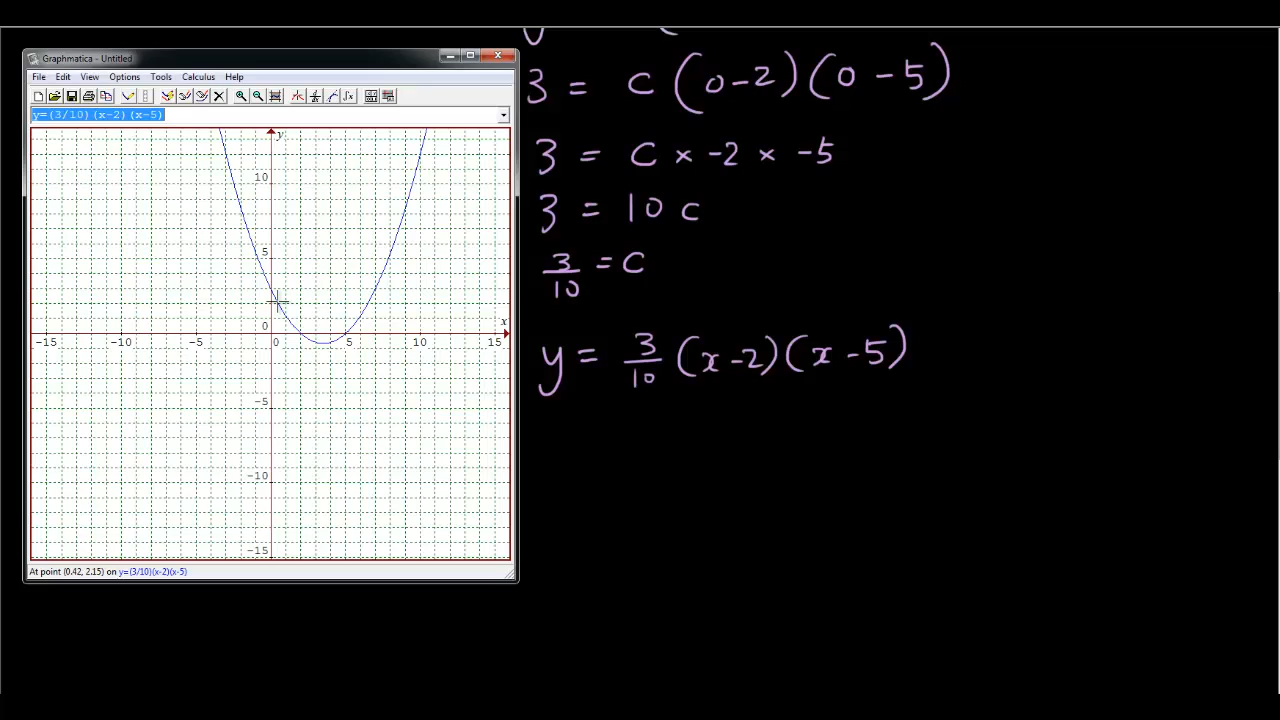 Graphmatica - Untitled
File Edit View Options Tools Calculus Help
y=(3/10)(x-2)(x-5)
y
10
5
0
x
-15 -10 -5 0 5 10 15
-5
-10
-15
At point (0.42, 2.15) on y=(3/10)(x-2)(x-5)
3 = C (0-2)(0-5)
3 = C × -2 × -5
3 = 10 c
3/10 = C
y = 3/10 (x-2)(x-5)